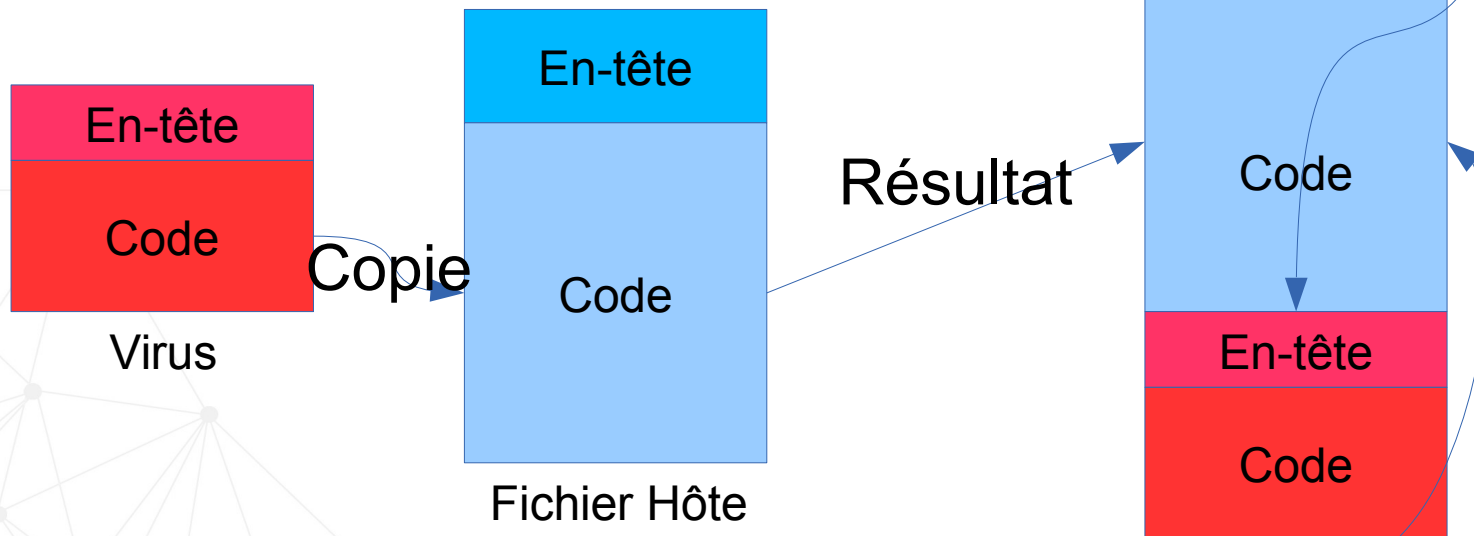 En-tête
Code
Virus
Copie
En-tête
Code
Fichier Hôte
Résultat
Code
En-tête
Code